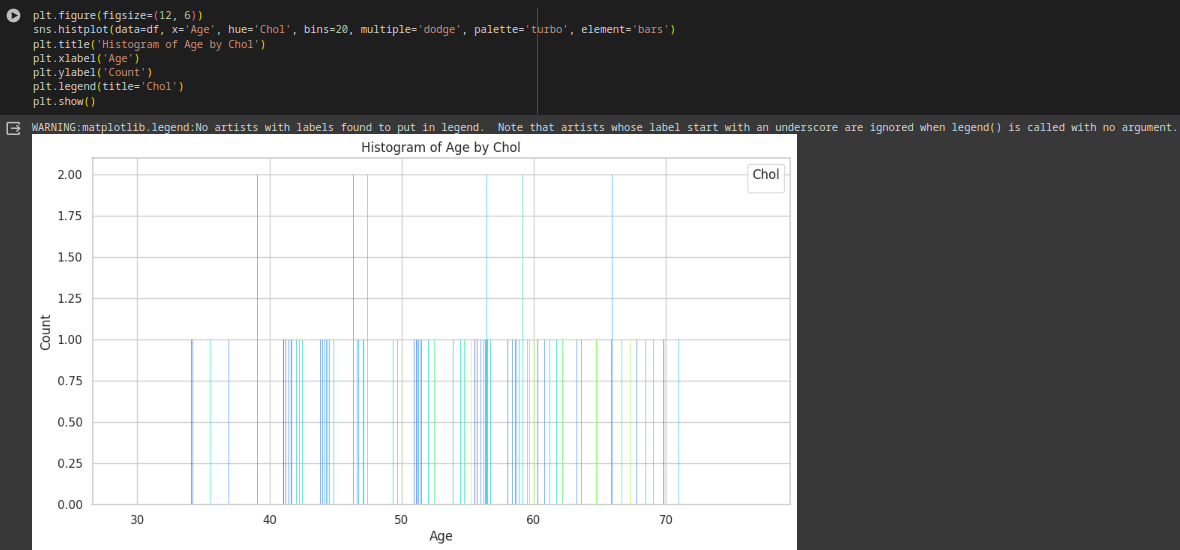 plt.figure(figsize=(12, 6))
sns.histplot(data=df, x='Age', hue='Chol', bins=20, multiple='dodge', palette='turbo', element='bars')
plt.title('Histogram of Age by Chol')
plt.xlabel('Age')
plt.ylabel('Count')
plt.legend(title='Chol')
plt.show()
WARNING:matplotlib.legend:No artists with labels found to put in legend.  Note that artists whose label start with an underscore are ignored when legend() is called with no argument.
Histogram of Age by Chol
Chol
2.00
1.75
1.50
1.25
1.00
0.75
0.50
0.25
0.00
Count
30 40 50 60 70
Age